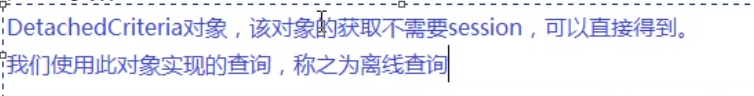 DetachedCriteria对象，该对象的获取不需要session，可以直接得到。
我们使用此对象实现的查询，称之为离线查询